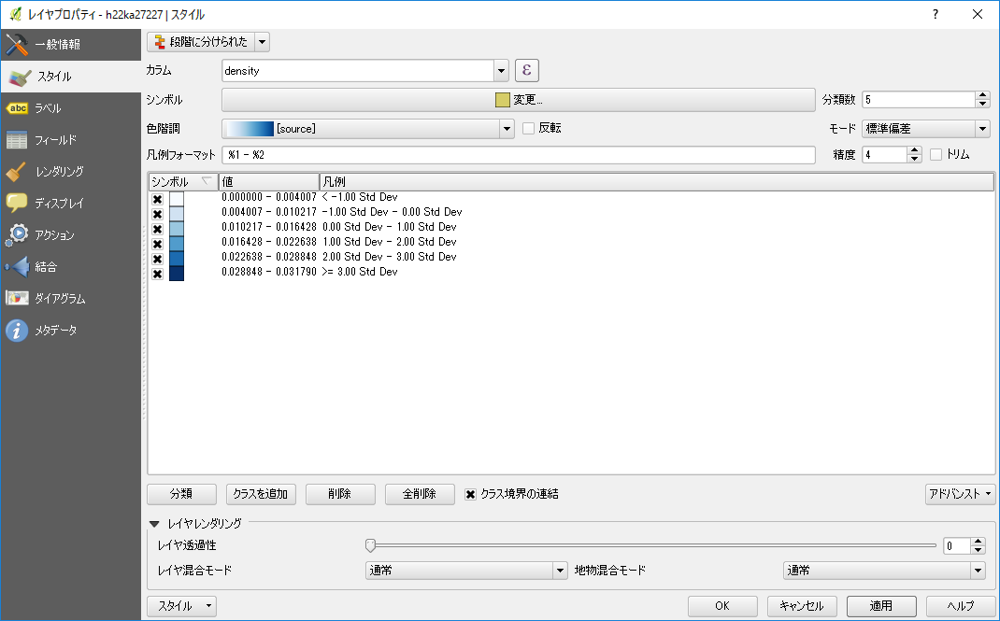 レイヤプロパティ - h22ka27227 | スタイル
?
一般情報
スタイル
abc ラベル
フィールド
レンダリング
ディスプレイ
アクション
結合
ダイアグラム
i メタデータ
段階に分けられた
カラム density ε
シンボル 変更... 分類数 5
色階調 [source] 反転 モード 標準偏差
凡例フォーマット %1 - %2 精度 4 トリム
シンボル 値 凡例
0.000000 - 0.004007 < -1.00 Std Dev
0.004007 - 0.010217 -1.00 Std Dev - 0.00 Std Dev
0.010217 - 0.016428 0.00 Std Dev - 1.00 Std Dev
0.016428 - 0.022638 1.00 Std Dev - 2.00 Std Dev
0.022638 - 0.028848 2.00 Std Dev - 3.00 Std Dev
0.028848 - 0.031790 >= 3.00 Std Dev
分類 クラスを追加 削除 全削除 クラス境界の連結 アドバンスト
レイヤレンダリング
レイヤ透過性 0
レイヤ混合モード 通常 地物混合モード 通常
スタイル OK キャンセル 適用 ヘルプ